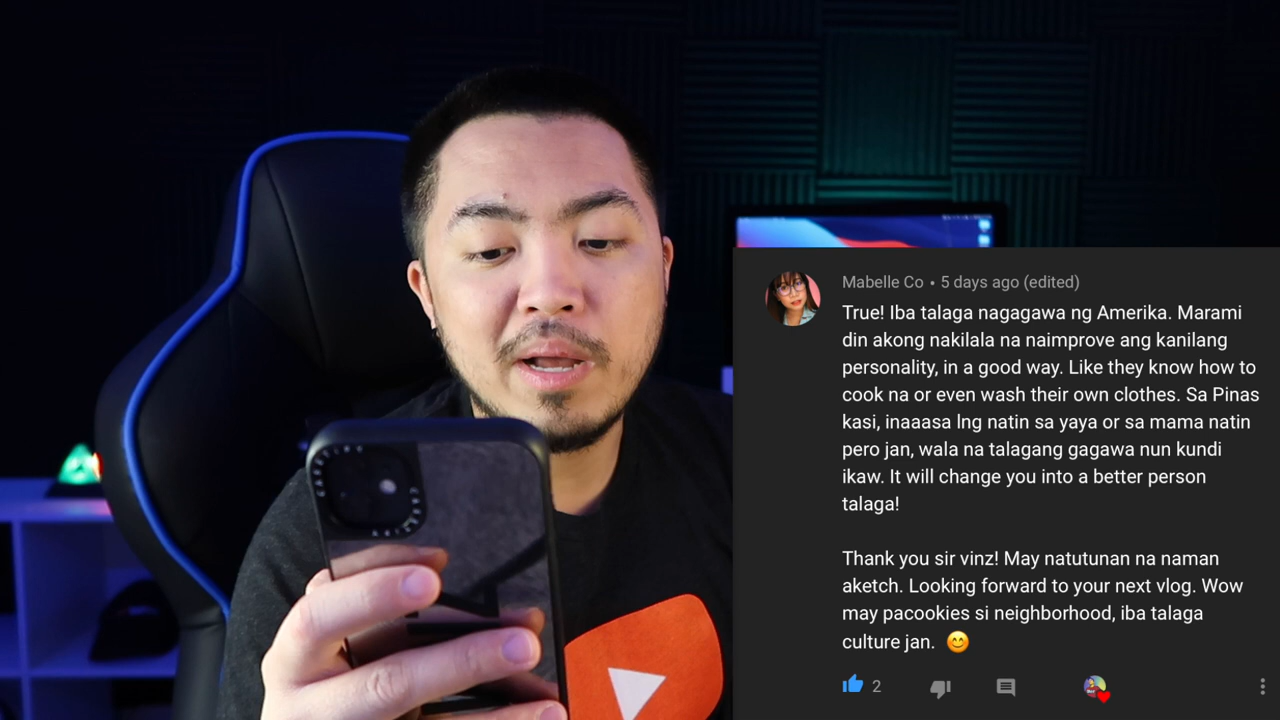 Mabelle Co • 5 days ago (edited)
True! Iba talaga nagagawa ng Amerika. Marami
din akong nakilala na naimprove ang kanilang
personality, in a good way. Like they know how to
cook na or even wash their own clothes. Sa Pinas
kasi, inaaasa lng natin sa yaya or sa mama natin
pero jan, wala na talagang gagawa nun kundi
ikaw. It will change you into a better person
talaga!
Thank you sir vinz! May natutunan na naman
aketch. Looking forward to your next vlog. Wow
may pacookies si neighborhood, iba talaga
culture jan. 😊
2